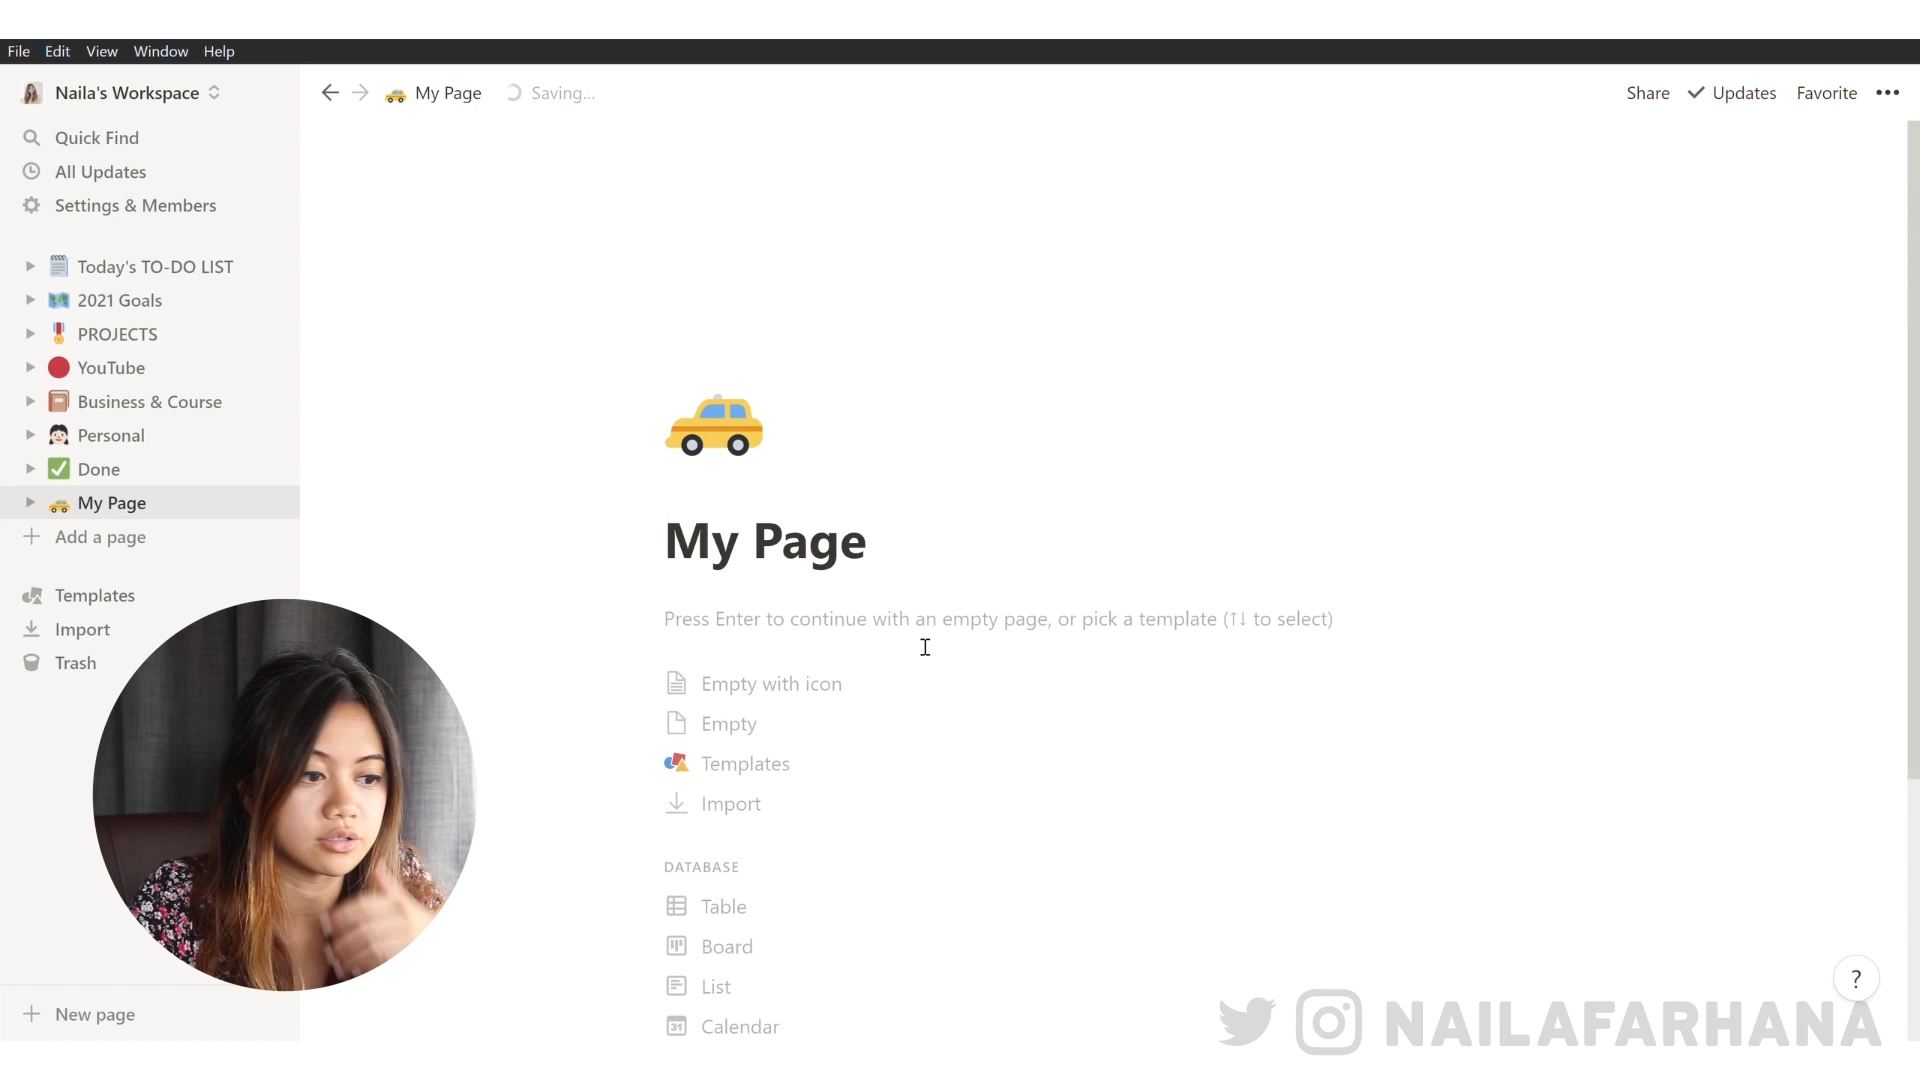 File Edit View Window Help
Naila's Workspace
My Page
Saving...
Share
Updates
Favorite
Quick Find
All Updates
Settings & Members
Today's TO-DO LIST
2021 Goals
PROJECTS
YouTube
Business & Course
Personal
Done
My Page
Add a page
Templates
Import
Trash
New page
My Page
Press Enter to continue with an empty page, or pick a template (↑↓ to select)
Empty with icon
Empty
Templates
Import
DATABASE
Table
Board
List
31 Calendar
?
NAILAFARHANA